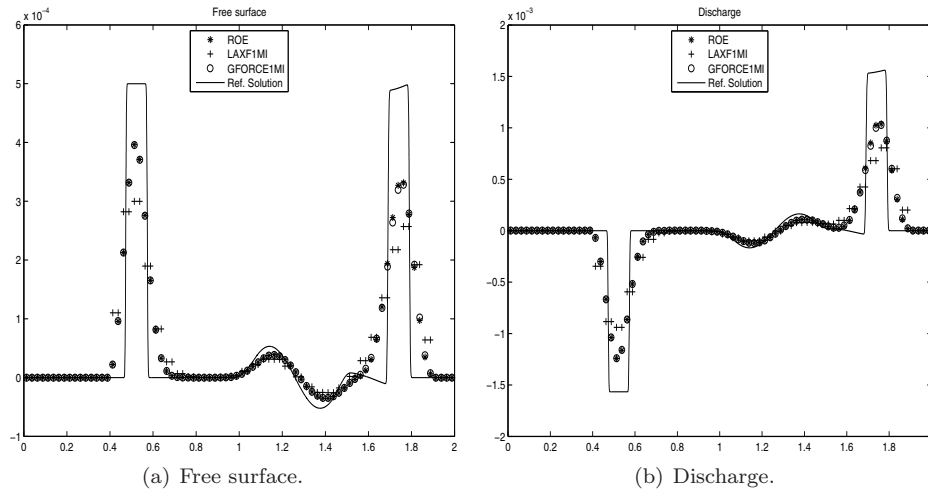 x 10⁻⁴
Free surface
6
5
4
3
2
1
0
−1
0
0.2
0.4
0.6
0.8
1
1.2
1.4
1.6
1.8
2
ROE
LAXF1MI
GFORCE1MI
Ref. Solution
(a) Free surface.
x 10⁻³
Discharge
2
1.5
1
0.5
0
−0.5
−1
−1.5
−2
0
0.2
0.4
0.6
0.8
1
1.2
1.4
1.6
1.8
2
ROE
LAXF1MI
GFORCE1MI
Ref. Solution
(b) Discharge.